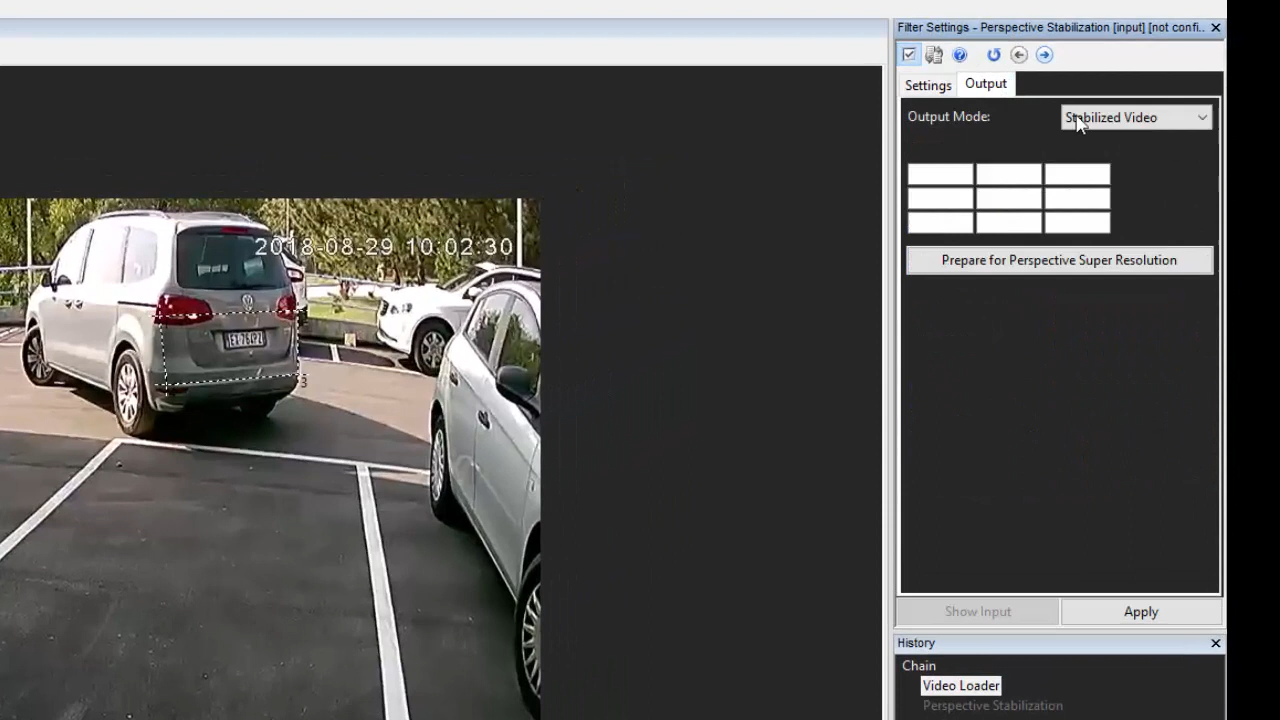 Filter Settings - Perspective Stabilization [input] [not confi..
Settings
Output
Output Mode:
Stabilized Video
2018-08-29 10:02:30
Prepare for Perspective Super Resolution
3
Show Input
Apply
History
Chain
Video Loader
Perspective Stabilization